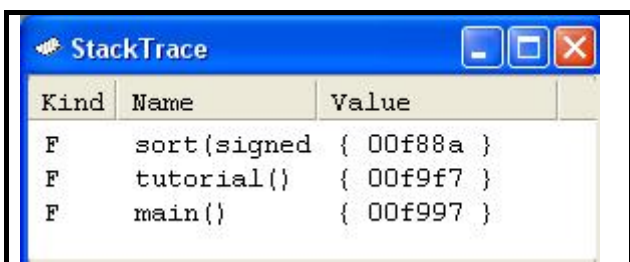 StackTrace
Kind Name Value
F sort(signed { 00f88a }
F tutorial() { 00f9f7 }
F main() { 00f997 }